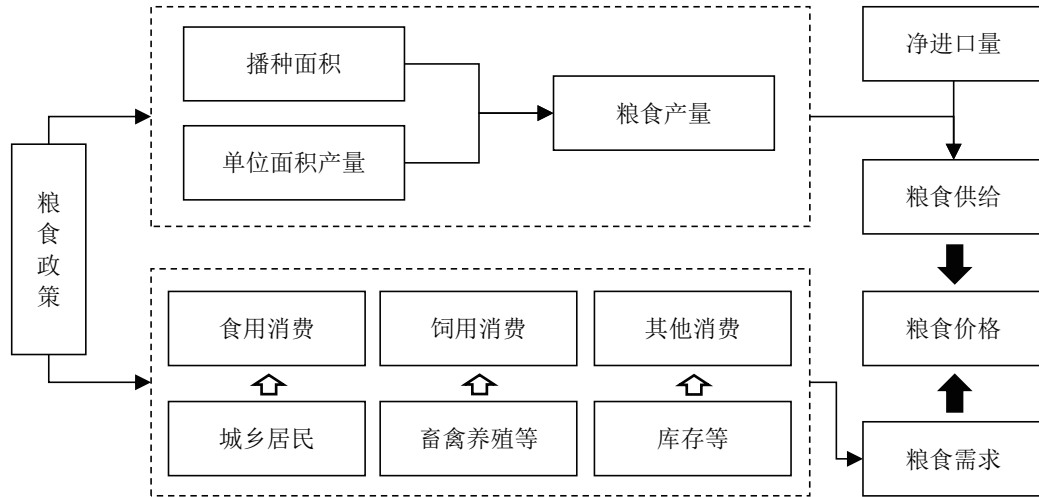 净进口量
播种面积
粮食产量
单位面积产量
粮食供给
粮食政策
食用消费
饲用消费
其他消费
粮食价格
城乡居民
畜禽养殖等
库存等
粮食需求